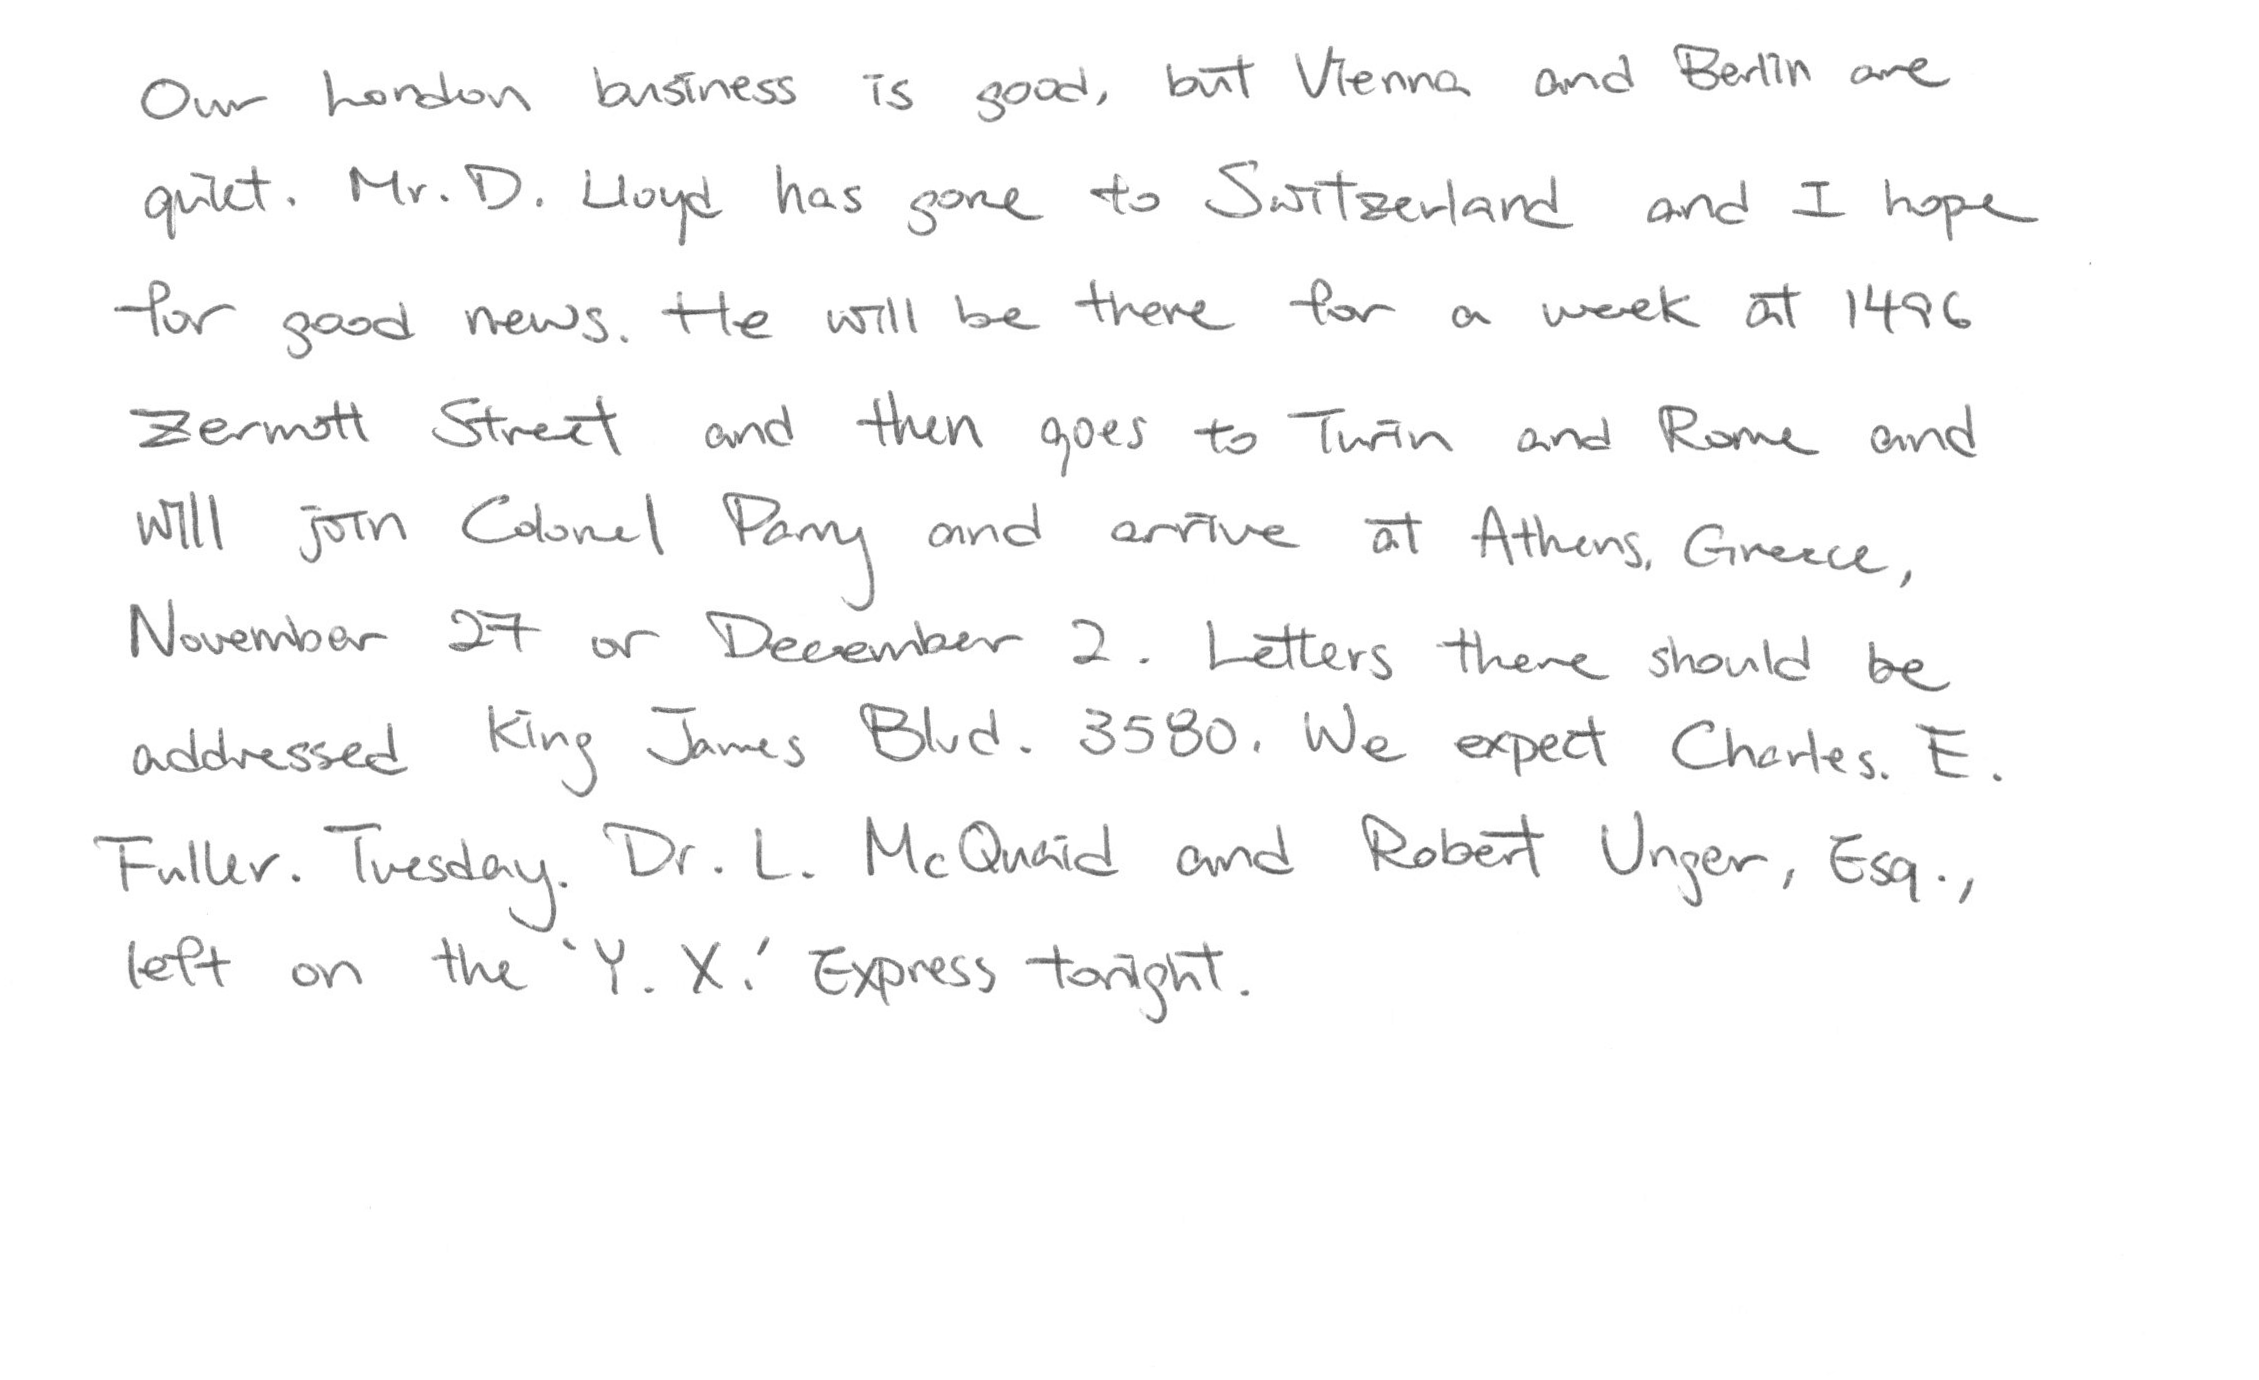 Our London business is good, but Vienna and Berlin are
quiet. Mr. D. Lloyd has gone to Switzerland and I hope
for good news. He will be there for a week at 1496
Zermott Street and then goes to Turin and Rome and
will join Colonel Parry and arrive at Athens, Greece,
November 27 or December 2. Letters there should be
addressed King James Blvd. 3580. We expect Charles. E.
Fuller. Tuesday. Dr. L. McQuaid and Robert Unger, Esq.,
left on the 'Y. X.' Express tonight.